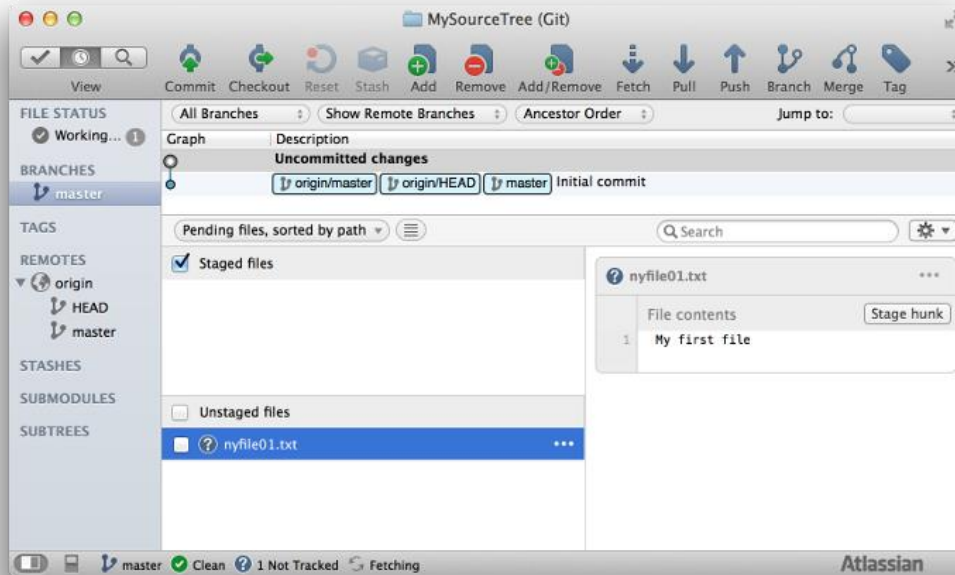 MySourceTree (Git)
View Commit Checkout Reset Stash Add Remove Add/Remove Fetch Pull Push Branch Merge Tag
FILE STATUS
Working... 1
BRANCHES
master
TAGS
REMOTES
origin
HEAD
master
STASHES
SUBMODULES
SUBTREES
All Branches Show Remote Branches Ancestor Order Jump to:
Graph Description
Uncommitted changes
origin/master origin/HEAD master Initial commit
Pending files, sorted by path Search
Staged files
Unstaged files
nyfile01.txt
nyfile01.txt
File contents Stage hunk
1 My first file
master Clean 1 Not Tracked Fetching Atlassian